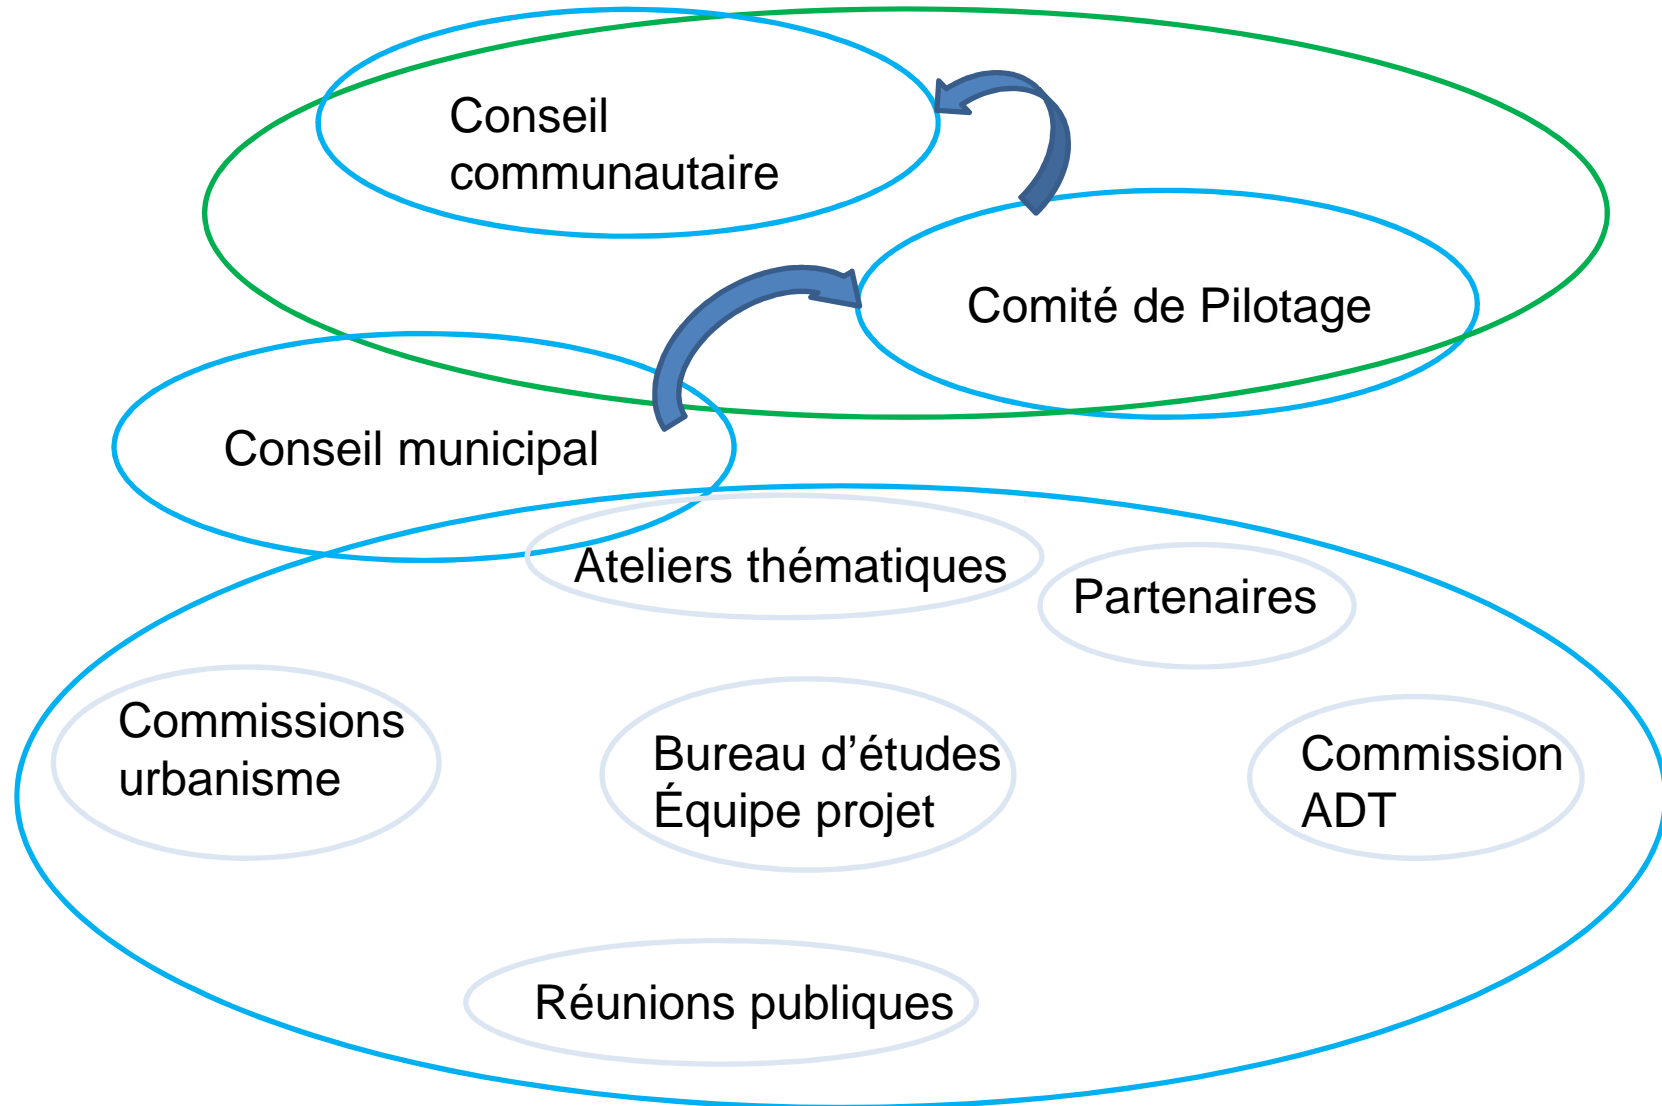 Conseil
communautaire
Comité de Pilotage
Conseil municipal
Ateliers thématiques
Partenaires
Commissions
urbanisme
Bureau d’études
Équipe projet
Commission
ADT
Réunions publiques